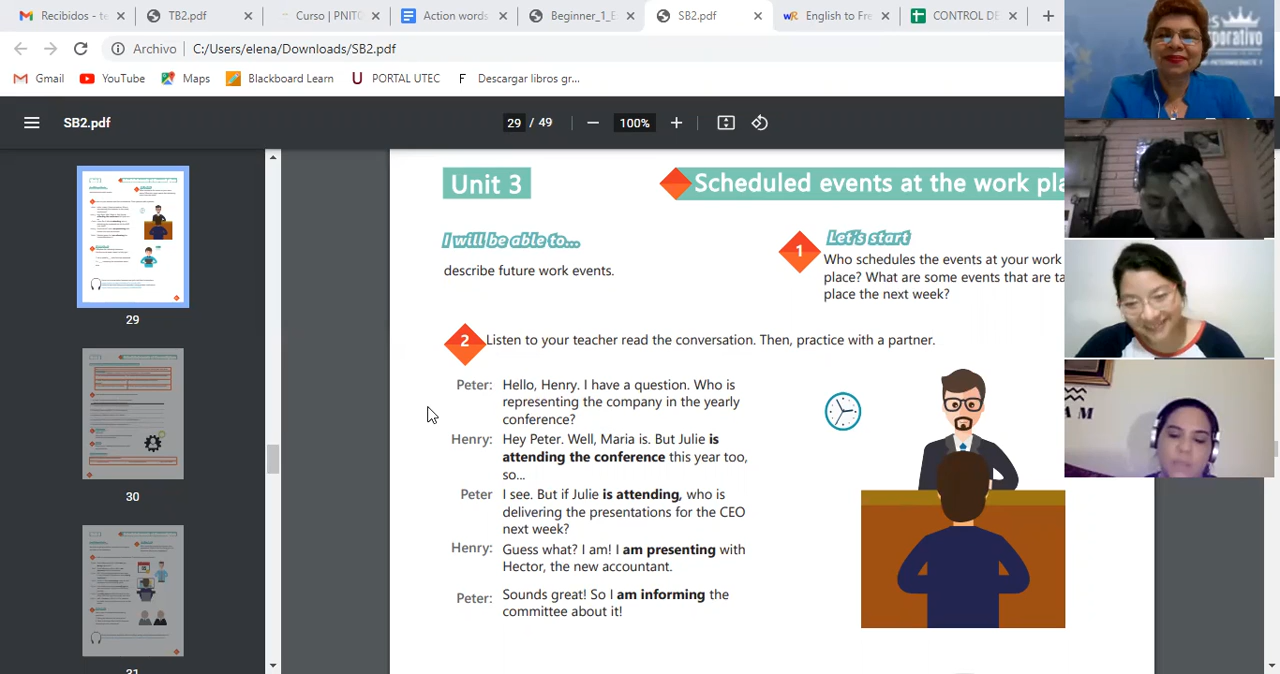 Recibidos - te
TB2.pdf
Curso | PNITC
Action words
Beginner_1_E
SB2.pdf
English to Fre
CONTROL DE
Archivo
C:/Users/elena/Downloads/SB2.pdf
Gmail
YouTube
Maps
Blackboard Learn
PORTAL UTEC
Descargar libros gr...
SB2.pdf
29 / 49
100%
29
30
31
Unit 3
Scheduled events at the work pla
I will be able to...
describe future work events.
1
Let´s start
Who schedules the events at your work
place? What are some events that are ta
place the next week?
2
Listen to your teacher read the conversation. Then, practice with a partner.
Peter: Hello, Henry. I have a question. Who is
representing the company in the yearly
conference?
Henry: Hey Peter. Well, Maria is. But Julie is
attending the conference this year too,
so...
Peter I see. But if Julie is attending, who is
delivering the presentations for the CEO
next week?
Henry: Guess what? I am! I am presenting with
Hector, the new accountant.
Peter: Sounds great! So I am informing the
committee about it!
es
rporativo
AM